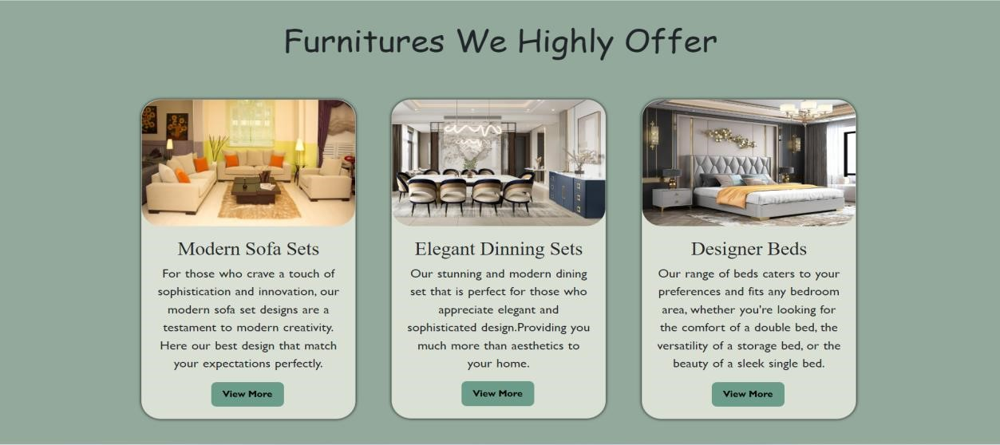 Furnitures We Highly Offer
Modern Sofa Sets
For those who crave a touch of
sophistication and innovation, our
modern sofa set designs are a
testament to modern creativity.
Here our best design that match
your expectations perfectly.
View More
Elegant Dinning Sets
Our stunning and modern dining
set that is perfect for those who
appreciate elegant and
sophisticated design.Providing you
much more than aesthetics to
your home.
View More
Designer Beds
Our range of beds caters to your
preferences and fits any bedroom
area, whether you're looking for
the comfort of a double bed, the
versatility of a storage bed, or the
beauty of a sleek single bed.
View More